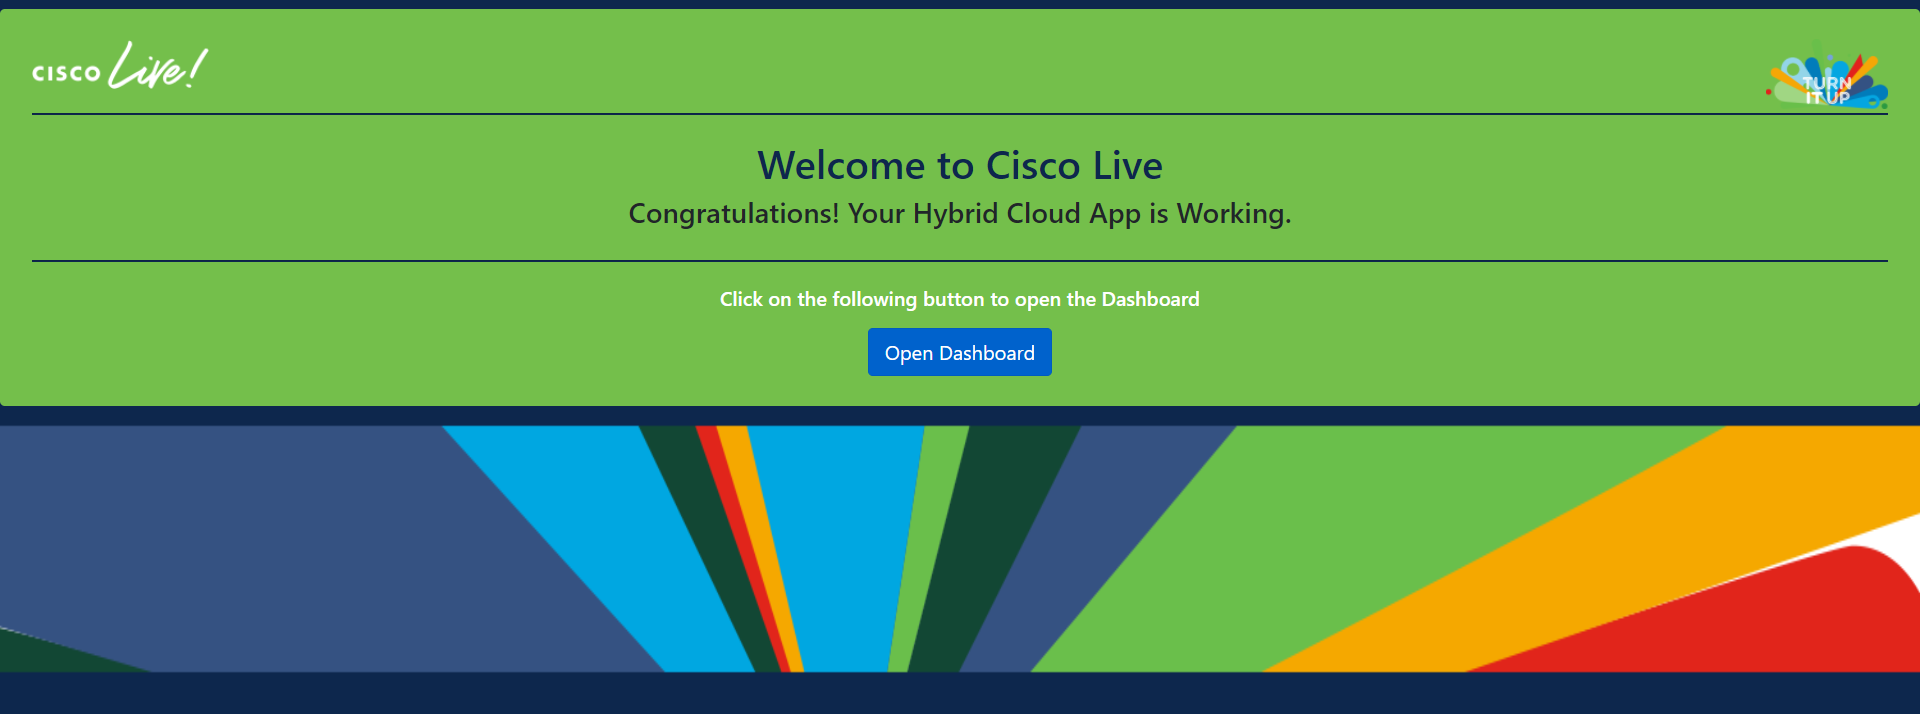 CISCO Live!
TURN
IT UP
Welcome to Cisco Live
Congratulations! Your Hybrid Cloud App is Working.
Click on the following button to open the Dashboard
Open Dashboard